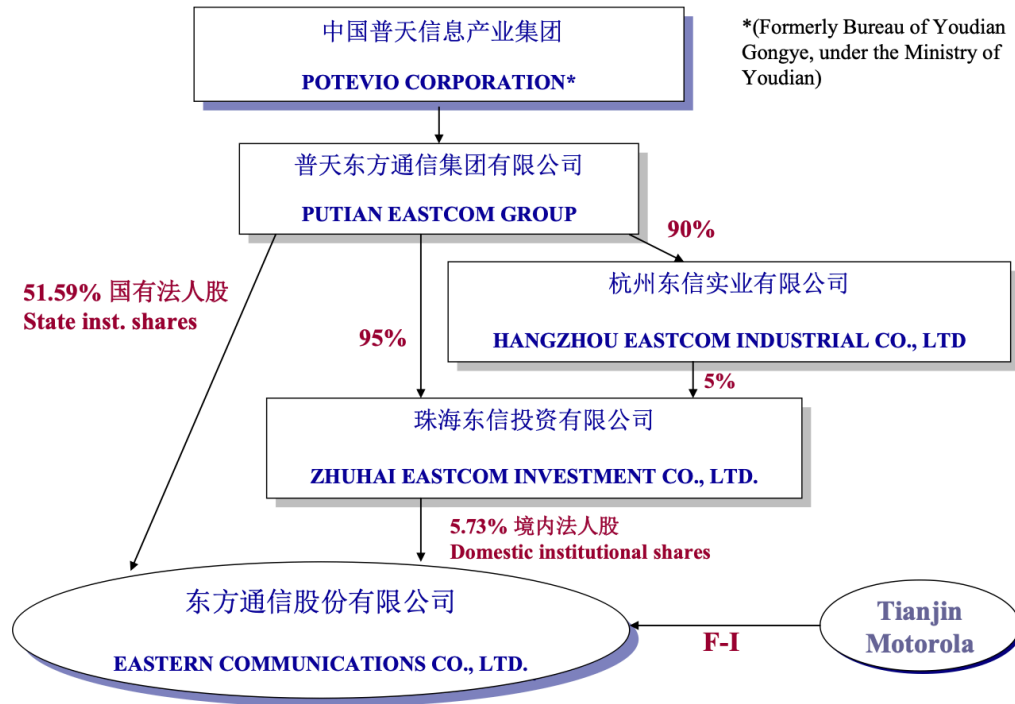 中国普天信息产业集团
POTEVIO CORPORATION*
*(Formerly Bureau of Youdian
Gongye, under the Ministry of
Youdian)
普天东方通信集团有限公司
PUTIAN EASTCOM GROUP
90%
51.59% 国有法人股
State inst. shares
95%
杭州东信实业有限公司
HANGZHOU EASTCOM INDUSTRIAL CO., LTD
5%
珠海东信投资有限公司
ZHUHAI EASTCOM INVESTMENT CO., LTD.
5.73% 境内法人股
Domestic institutional shares
东方通信股份有限公司
EASTERN COMMUNICATIONS CO., LTD.
F-I
Tianjin
Motorola